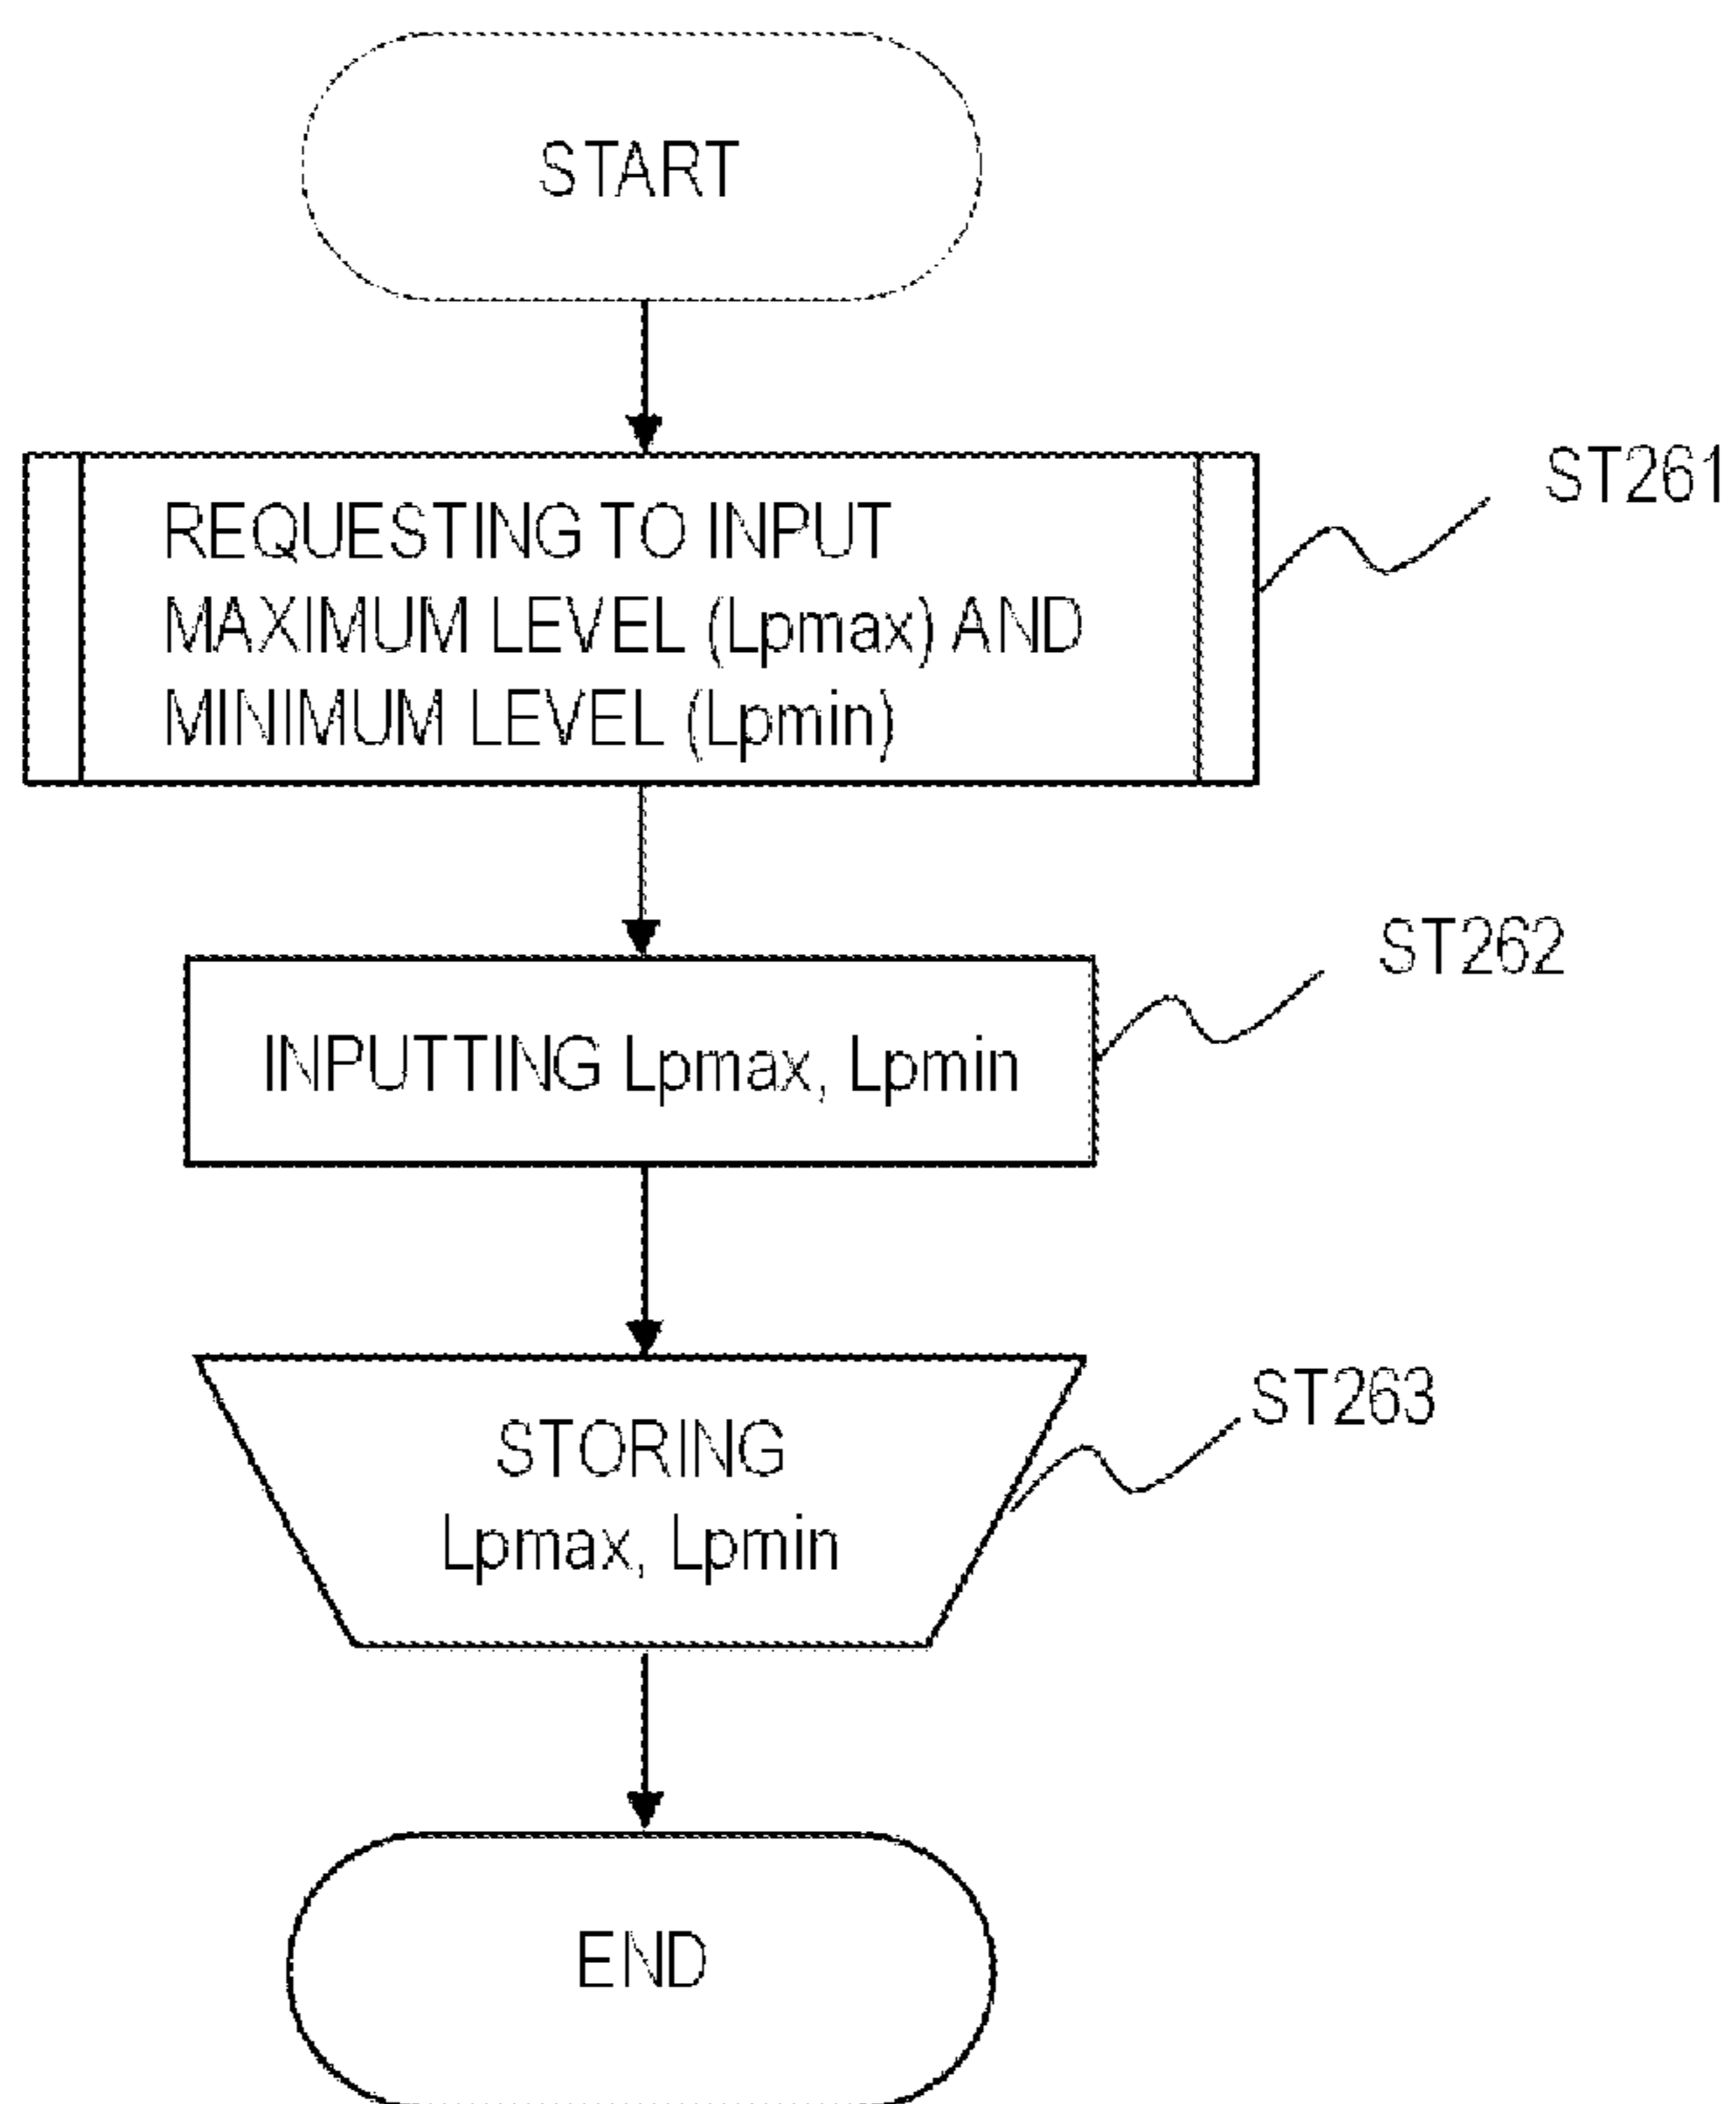 START
ST261
REQUESTING TO INPUT
MAXIMUM LEVEL (Lpmax) AND
MINIMUM LEVEL (Lpmin)
ST262
INPUTTING Lpmax, Lpmin
ST263
STORING
Lpmax, Lpmin
END